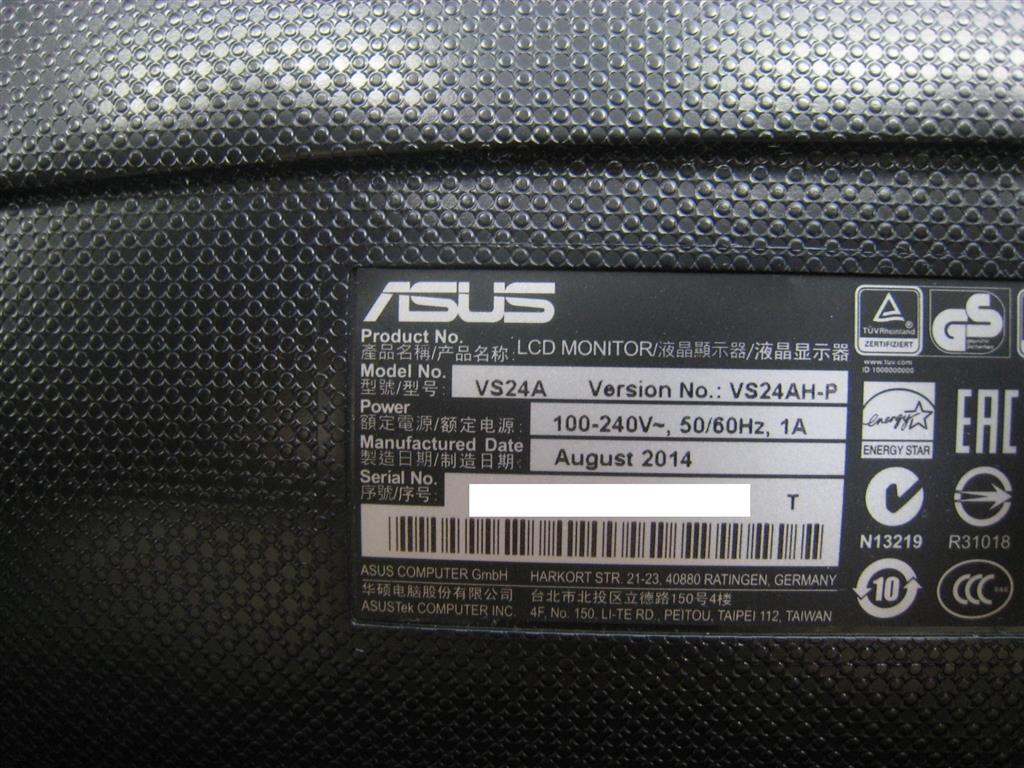 ASUS
Product No.
產品名稱/产品名称: LCD MONITOR/液晶顯示器/液晶显示器
Model No.
型號/型号: VS24A Version No.: VS24AH-P
Power
額定電源/额定电源: 100-240V~, 50/60Hz, 1A
Manufactured Date
製造日期/制造日期: August 2014
Serial No.
序號/序号: T
ASUS COMPUTER GmbH HARKORT STR. 21-23, 40880 RATINGEN, GERMANY
华硕电脑股份有限公司 台北市北投区立德路150号4楼
ASUSTek COMPUTER INC. 4F, No. 150, LI-TE RD., PEITOU, TAIPEI 112, TAIWAN
TÜVRheinland
ZERTIFIZIERT
www.tuv.com
ID 1000000000
GS
energy
ENERGY STAR
EAC
N13219
R31018
10
CCC